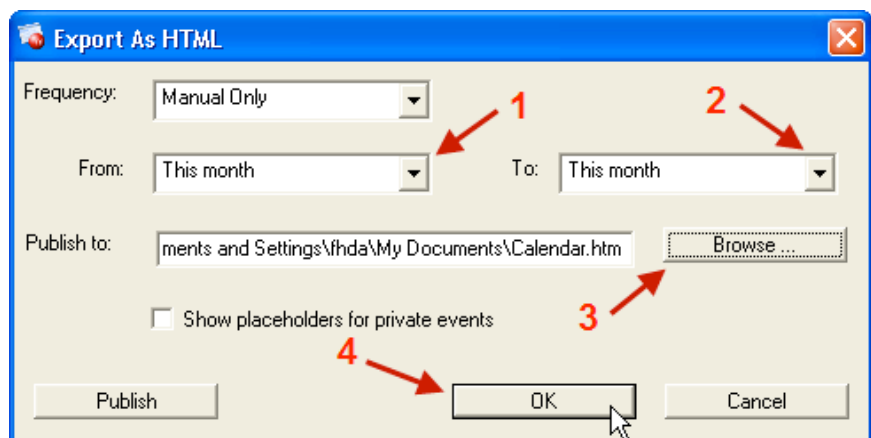 Export As HTML
Frequency: Manual Only
1 2
From: This month To: This month
Publish to: ments and Settings\fhda\My Documents\Calendar.htm Browse ...
Show placeholders for private events 3
4
Publish OK Cancel